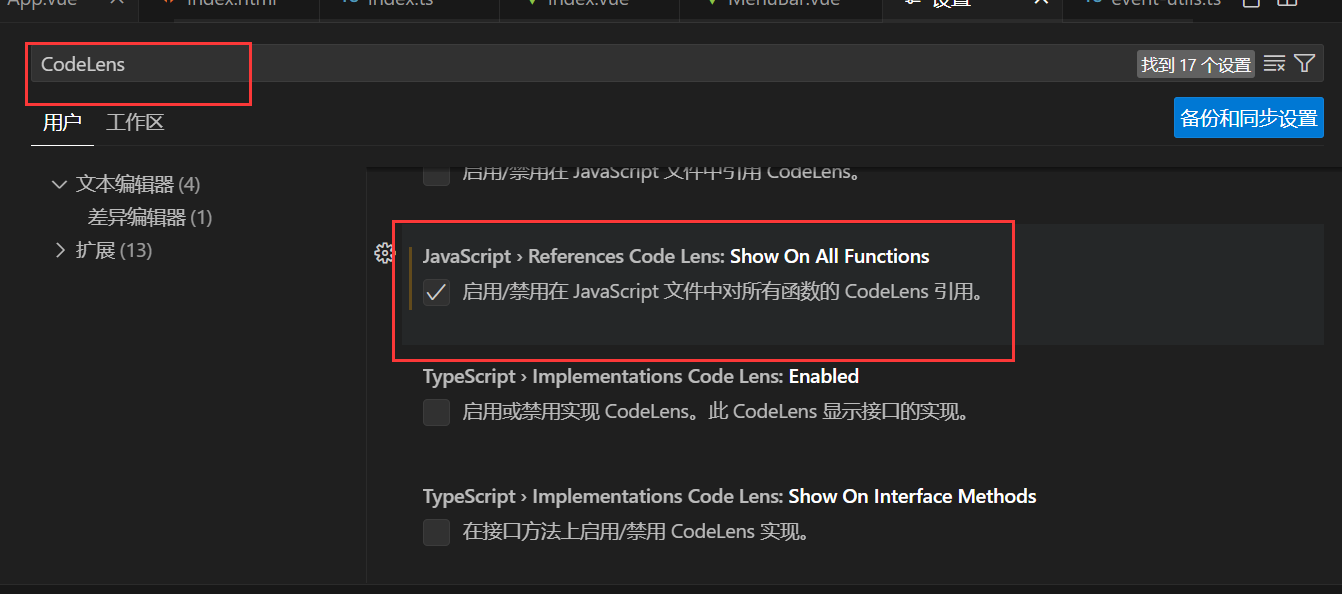 App.vue index.html index.ts index.vue MenuBar.vue 设置 event-utils.ts
CodeLens 找到 17 个设置
用户 工作区 备份和同步设置
文本编辑器 (4)
差异编辑器 (1)
扩展 (13)
启用/禁用在 JavaScript 文件中引用 CodeLens。
JavaScript › References Code Lens: Show On All Functions
启用/禁用在 JavaScript 文件中对所有函数的 CodeLens 引用。
TypeScript › Implementations Code Lens: Enabled
启用或禁用实现 CodeLens。此 CodeLens 显示接口的实现。
TypeScript › Implementations Code Lens: Show On Interface Methods
在接口方法上启用/禁用 CodeLens 实现。